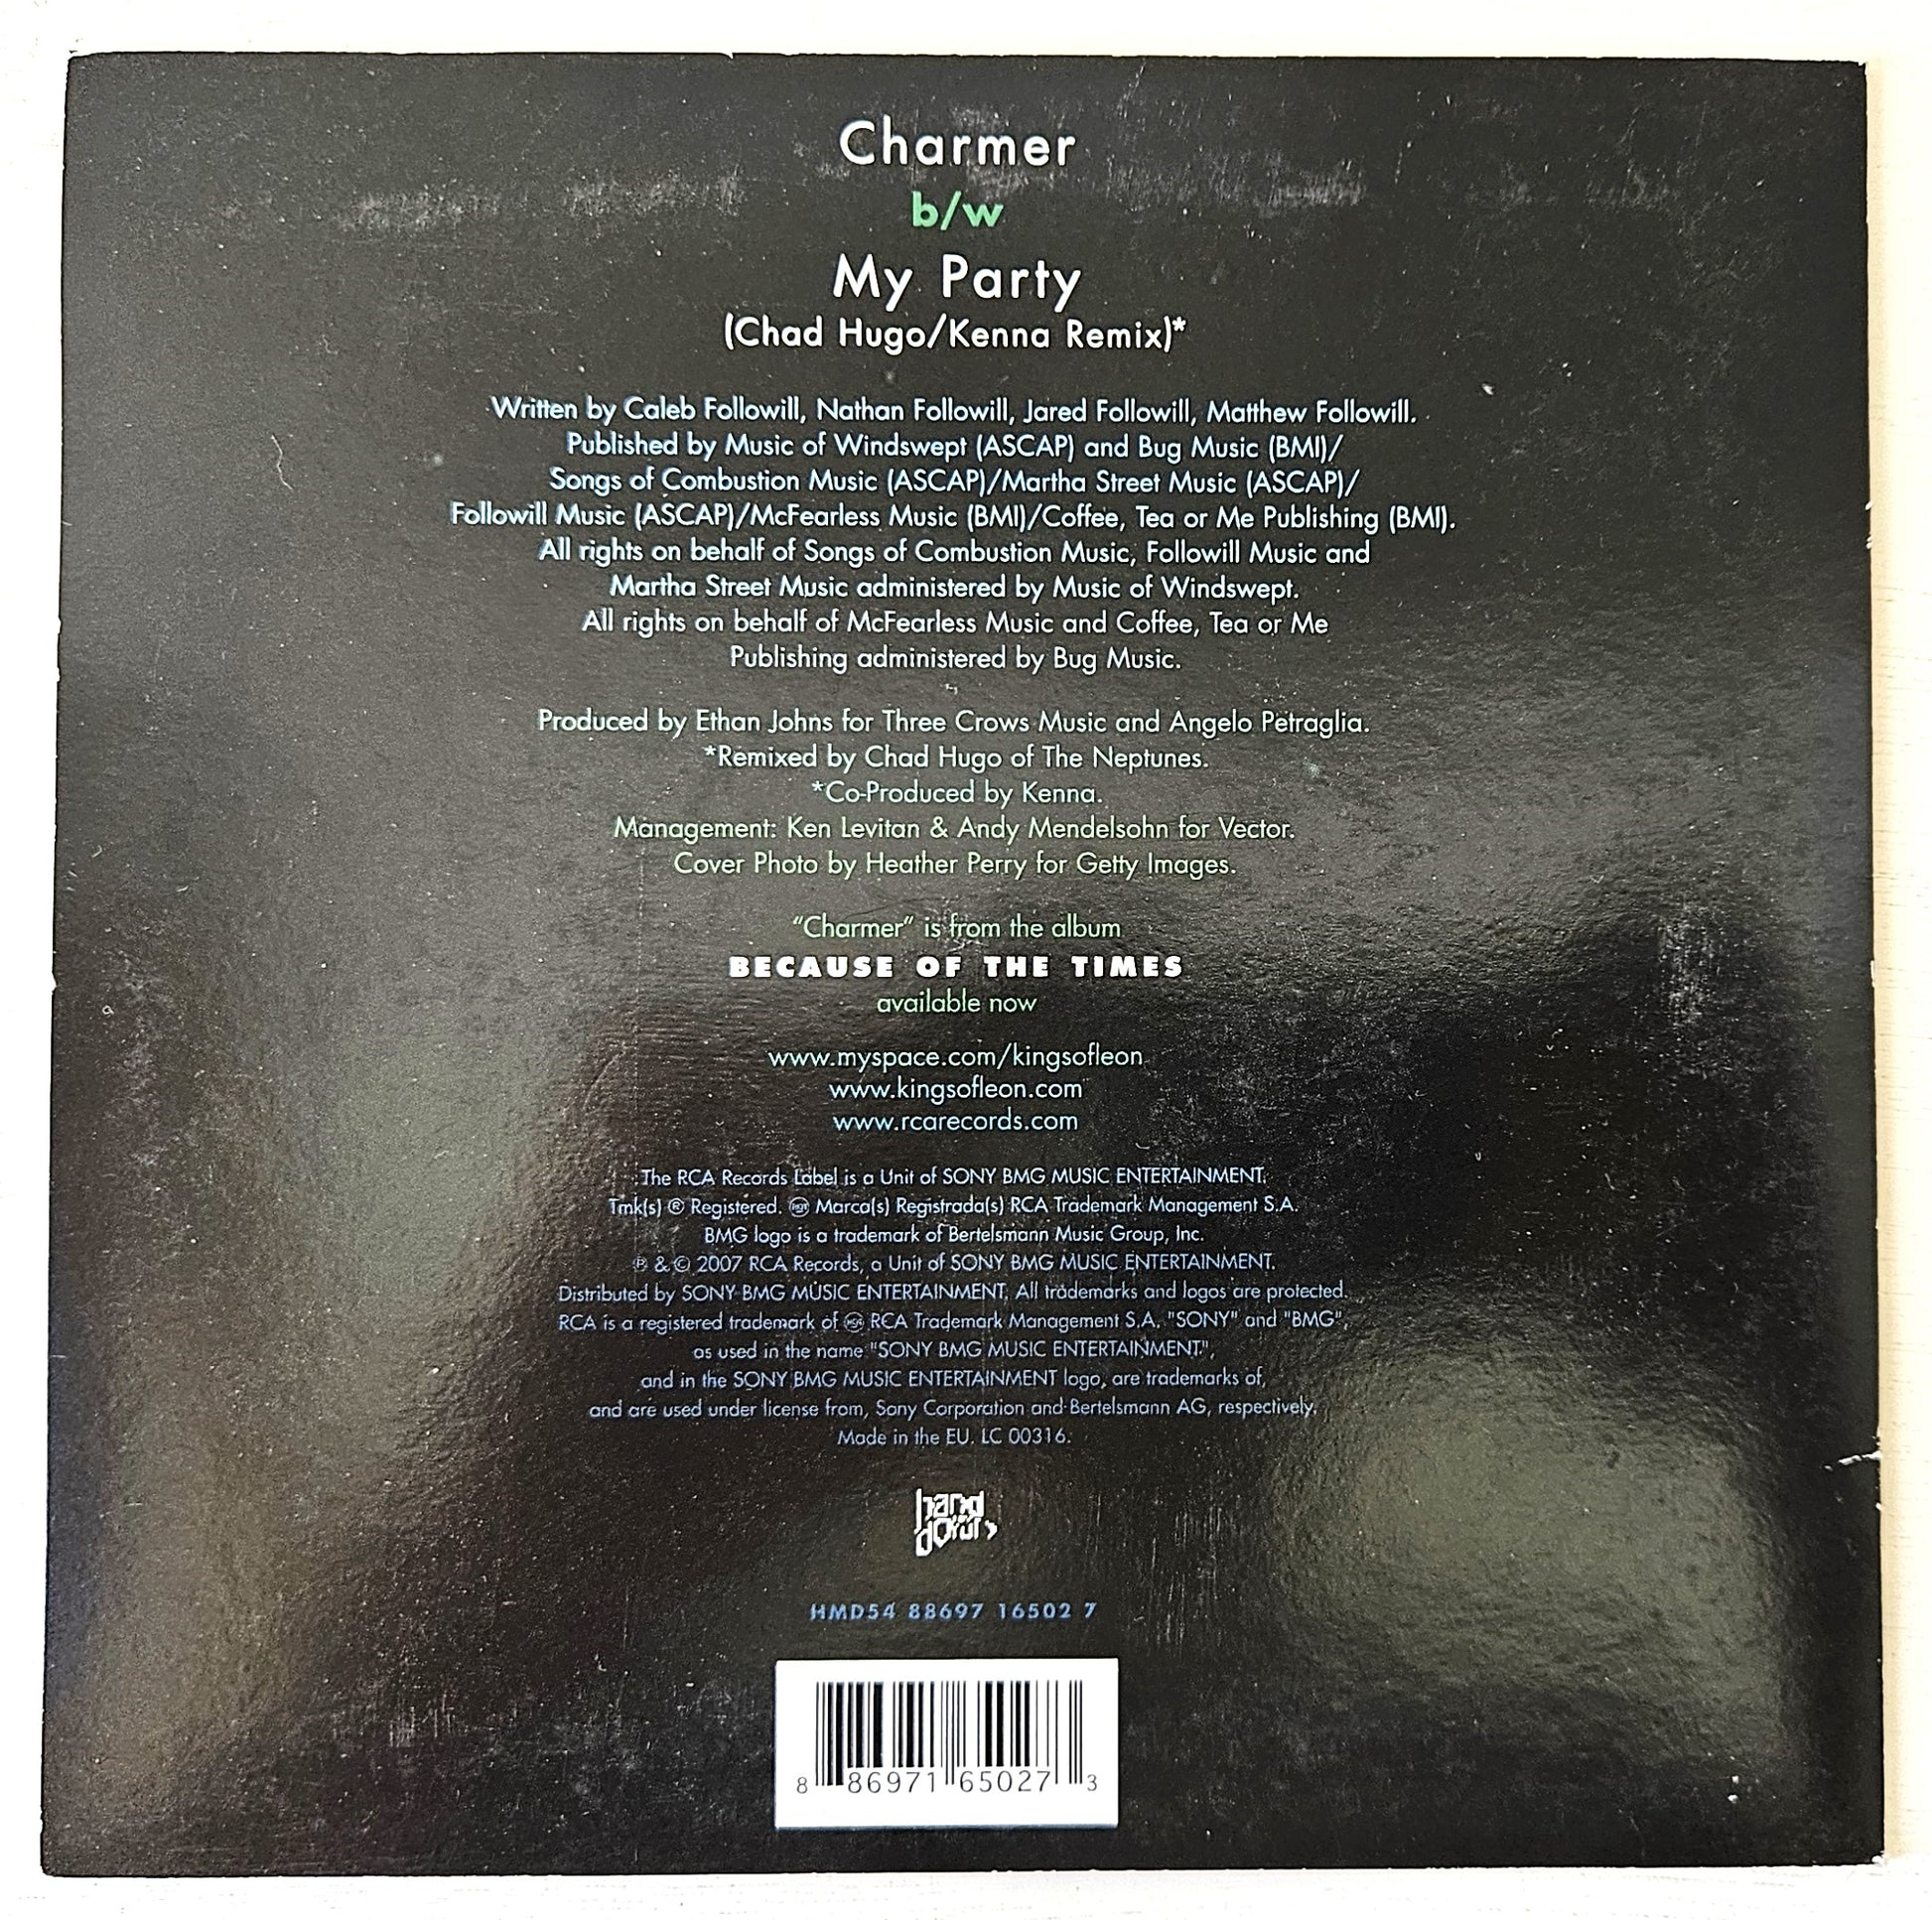 Charmer
b/w
My Party
(Chad Hugo/Kenna Remix)*
Written by Caleb Followill, Nathan Followill, Jared Followill, Matthew Followill.
Published by Music of Windswept (ASCAP) and Bug Music (BMI)/
Songs of Combustion Music (ASCAP)/Martha Street Music (ASCAP)/
Followill Music (ASCAP)/McFearless Music (BMI)/Coffee, Tea or Me Publishing (BMI).
All rights on behalf of Songs of Combustion Music, Followill Music and
Martha Street Music administered by Music of Windswept.
All rights on behalf of McFearless Music and Coffee, Tea or Me
Publishing administered by Bug Music.
Produced by Ethan Johns for Three Crows Music and Angelo Petraglia.
*Remixed by Chad Hugo of The Neptunes.
*Co-Produced by Kenna.
Management: Ken Levitan & Andy Mendelsohn for Vector.
Cover Photo by Heather Perry for Getty Images.
“Charmer” is from the album
BECAUSE OF THE TIMES
available now
www.myspace.com/kingsofleon
www.kingsofleon.com
www.rcarecords.com
The RCA Records Label is a Unit of SONY BMG MUSIC ENTERTAINMENT.
Tmk(s) ® Registered. Marca(s) Registrada(s) RCA Trademark Management S.A.
BMG logo is a trademark of Bertelsmann Music Group, Inc.
℗ & © 2007 RCA Records, a Unit of SONY BMG MUSIC ENTERTAINMENT.
Distributed by SONY BMG MUSIC ENTERTAINMENT. All trademarks and logos are protected.
RCA is a registered trademark of RCA Trademark Management S.A. "SONY" and "BMG",
as used in the name "SONY BMG MUSIC ENTERTAINMENT",
and in the SONY BMG MUSIC ENTERTAINMENT logo, are trademarks of,
and are used under license from, Sony Corporation and Bertelsmann AG, respectively.
Made in the EU. LC 00316.
hand
down
HMD54 88697 16502 7
8 86971 65027 3